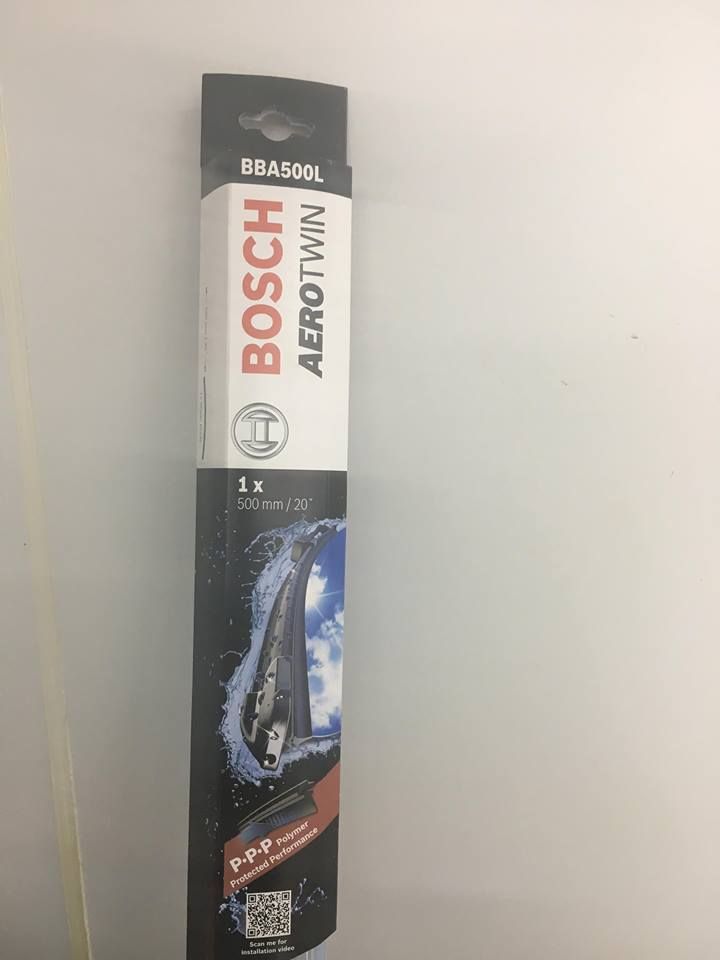 BBA500L
BOSCH
AEROTWIN
1 x
500 mm / 20"
P·P·P Polymer
Protected Performance
Scan me for
installation video